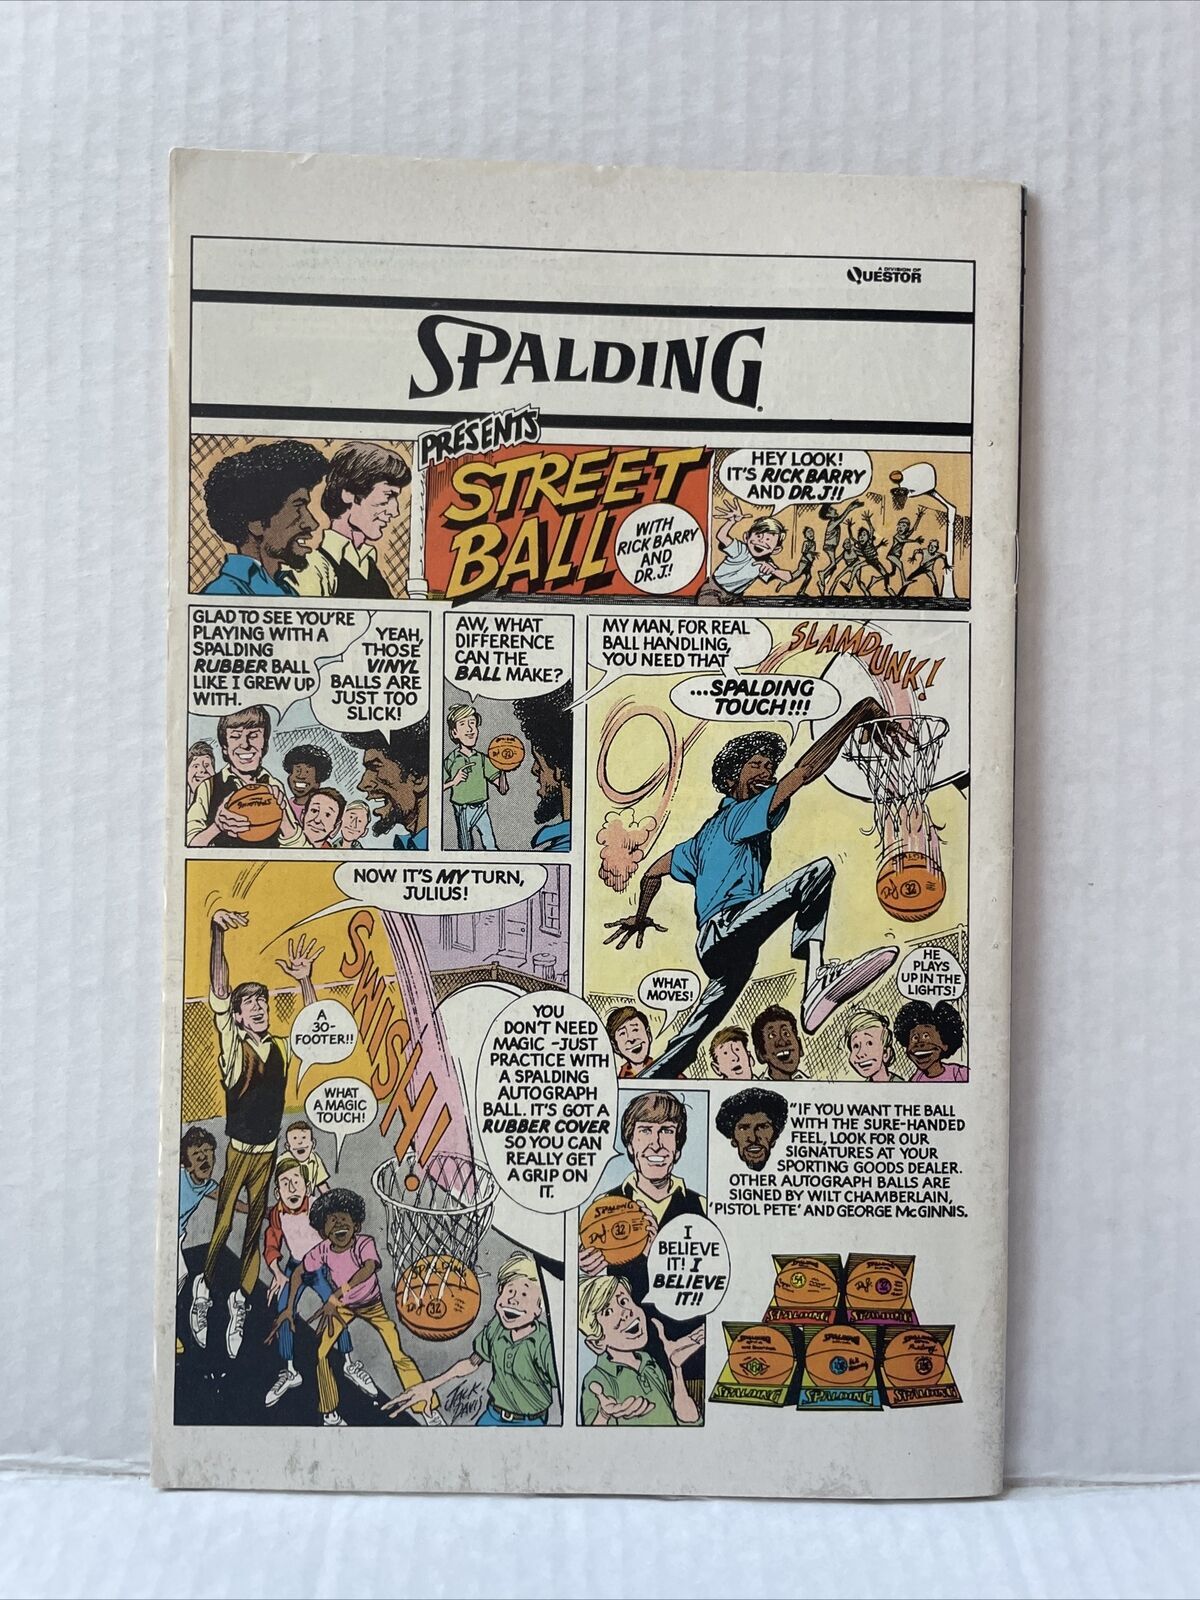 A DIVISION OF
QUESTOR
SPALDING
PRESENTS
STREET
BALL
WITH
RICK BARRY
AND
DR. J.!
HEY LOOK!
IT'S RICK BARRY
AND DR. J!!
GLAD TO SEE YOU'RE
PLAYING WITH A
SPALDING
RUBBER BALL
LIKE I GREW UP
WITH.
YEAH,
THOSE
VINYL
BALLS ARE
JUST TOO
SLICK!
AW, WHAT
DIFFERENCE
CAN THE
BALL MAKE?
MY MAN, FOR REAL
BALL HANDLING,
YOU NEED THAT
...SPALDING
TOUCH!!!
SLAMDUNK!
SPALDING
32
WHAT
MOVES!
HE
PLAYS
UP IN THE
LIGHTS!
NOW IT'S MY TURN,
JULIUS!
SWISH!
A
30-
FOOTER!!
WHAT
A MAGIC
TOUCH!
SPALDING
32
JACK
DAVIS
YOU
DON'T NEED
MAGIC - JUST
PRACTICE WITH
A SPALDING
AUTOGRAPH
BALL. IT'S GOT A
RUBBER COVER
SO YOU CAN
REALLY GET
A GRIP ON
IT.
SPALDING
32
I
BELIEVE
IT! I
BELIEVE
IT!!
"IF YOU WANT THE BALL
WITH THE SURE-HANDED
FEEL, LOOK FOR OUR
SIGNATURES AT YOUR
SPORTING GOODS DEALER.
OTHER AUTOGRAPH BALLS ARE
SIGNED BY WILT CHAMBERLAIN,
'PISTOL PETE' AND GEORGE McGINNIS.
SPALDING
SPALDING
SPALDING
SPALDING